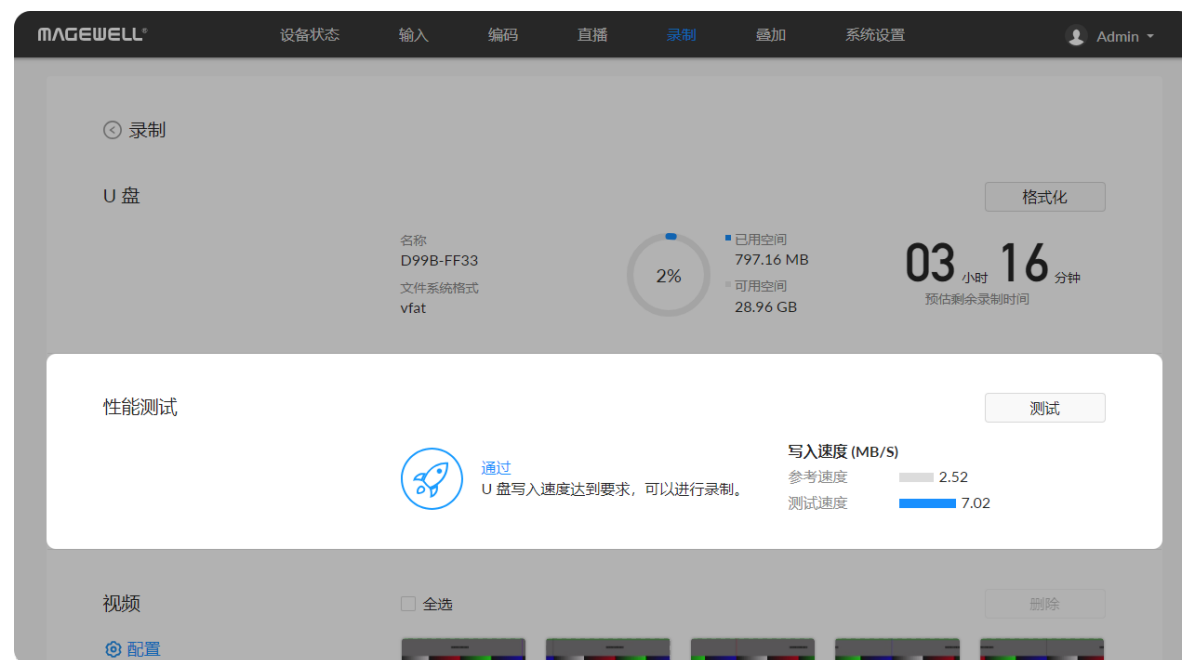 MAGEWELL® 设备状态 输入 编码 直播 录制 叠加 系统设置 Admin
录制
U 盘 格式化
名称
D99B-FF33
文件系统格式
vfat
2%
已用空间
797.16 MB
可用空间
28.96 GB
03 小时 16 分钟
预估剩余录制时间
性能测试 测试
通过
U 盘写入速度达到要求，可以进行录制。
写入速度 (MB/S)
参考速度 2.52
测试速度 7.02
视频 全选 删除
配置